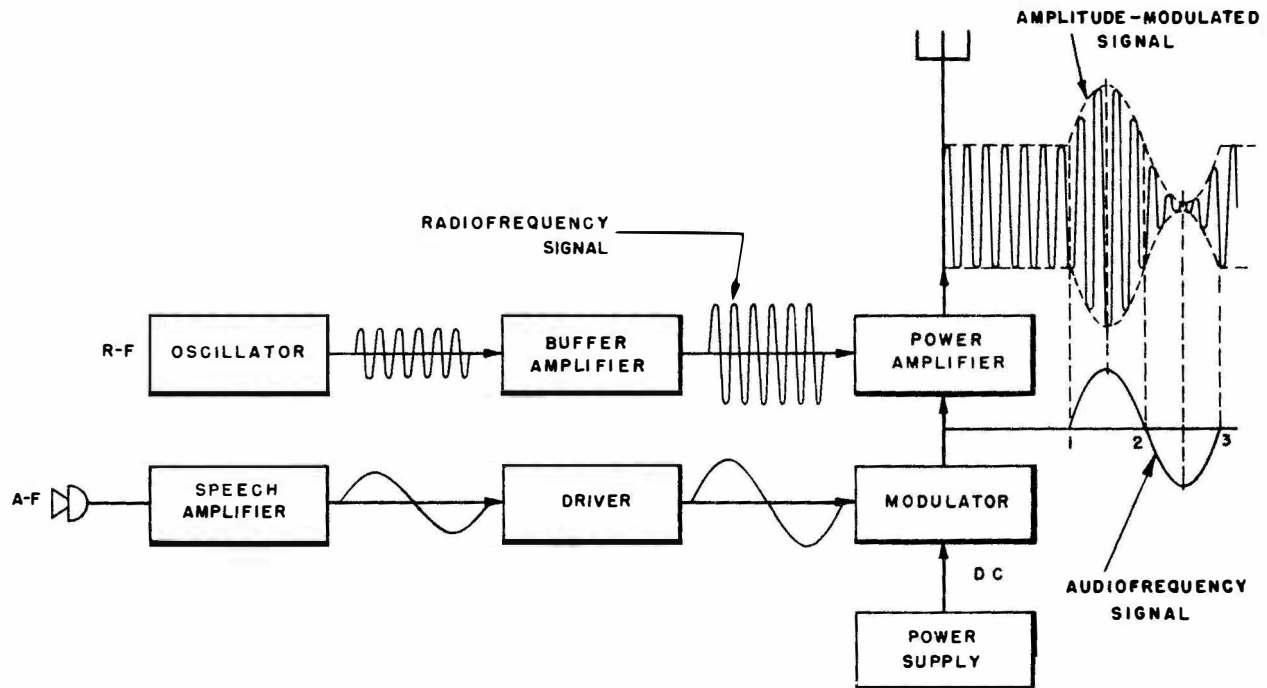 AMPLITUDE-MODULATED
SIGNAL
RADIOFREQUENCY
SIGNAL
R-F
OSCILLATOR
BUFFER
AMPLIFIER
POWER
AMPLIFIER
2
3
A-F
SPEECH
AMPLIFIER
DRIVER
MODULATOR
DC
AUDIOFREQUENCY
SIGNAL
POWER
SUPPLY